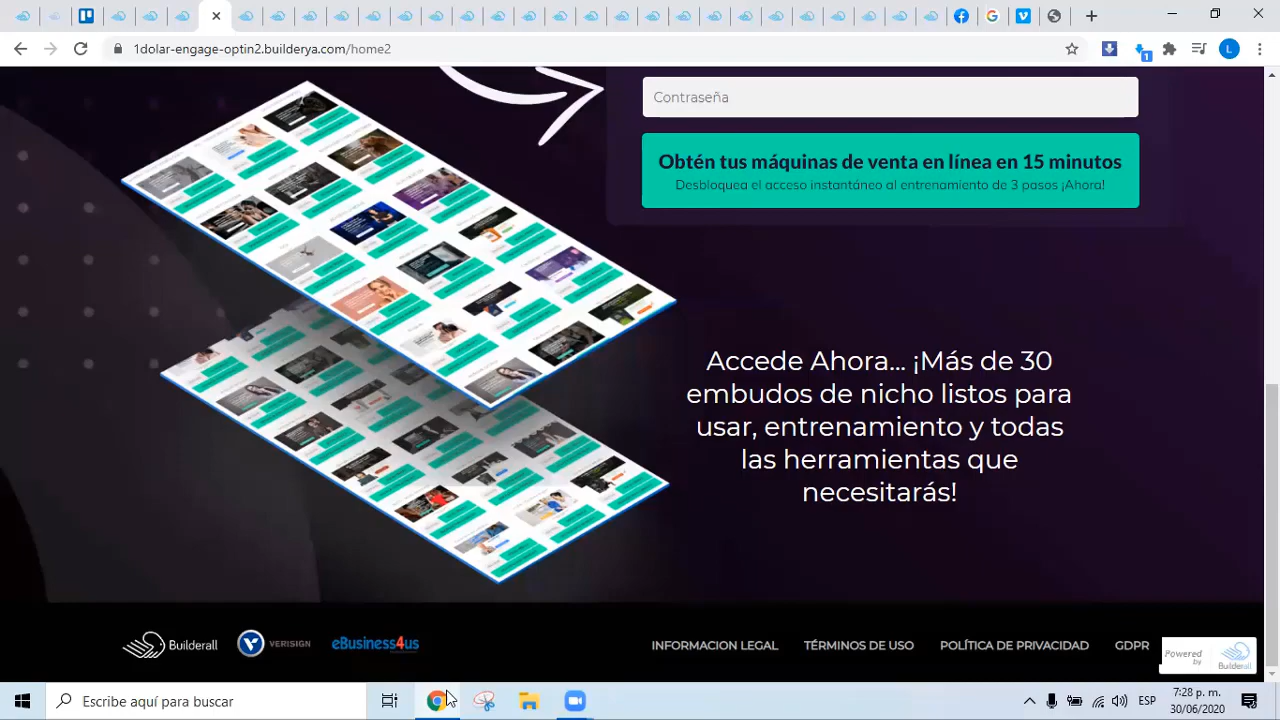 1dolar-engage-optin2.builderya.com/home2
L
1
Contraseña
Obtén tus máquinas de venta en línea en 15 minutos
Desbloquea el acceso instantáneo al entrenamiento de 3 pasos ¡Ahora!
Accede Ahora... ¡Más de 30
embudos de nicho listos para
usar, entrenamiento y todas
las herramientas que
necesitarás!
Builderall
VERISIGN
eBusiness4us
INFORMACION LEGAL
TÉRMINOS DE USO
POLÍTICA DE PRIVACIDAD
GDPR
Powered
by
Builderall
Escribe aquí para buscar
ESP
7:28 p. m.
30/06/2020